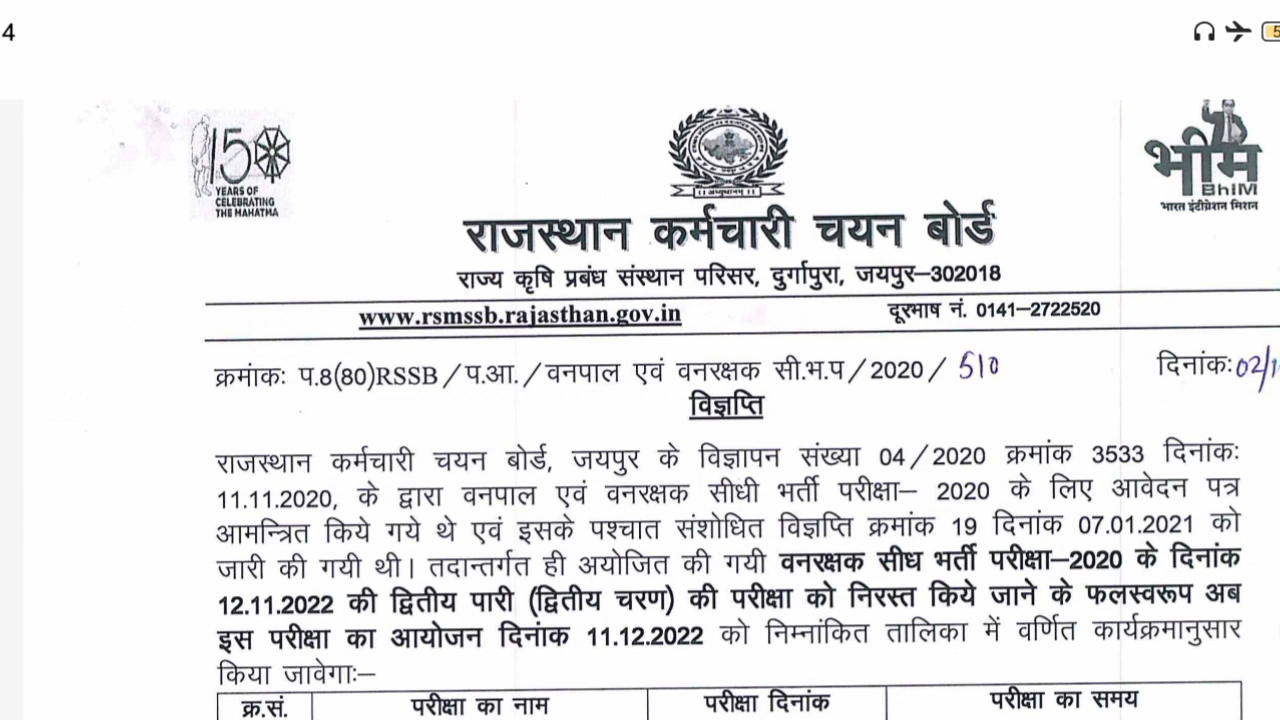 4
5
150
YEARS OF
CELEBRATING
THE MAHATMA
भीम
BHIM
भारत इंटीग्रेशन मिशन
राजस्थान कर्मचारी चयन बोर्ड
राज्य कृषि प्रबंध संस्थान परिसर, दुर्गापुरा, जयपुर–302018
www.rsmssb.rajasthan.gov.in दूरभाष नं. 0141–2722520
क्रमांकः प.8(80)RSSB/प.आ./वनपाल एवं वनरक्षक सी.भ.प/2020/ 510 दिनांकः 02/1
विज्ञप्ति
राजस्थान कर्मचारी चयन बोर्ड, जयपुर के विज्ञापन संख्या 04/2020 क्रमांक 3533 दिनांकः
11.11.2020, के द्वारा वनपाल एवं वनरक्षक सीधी भर्ती परीक्षा– 2020 के लिए आवेदन पत्र
आमन्त्रित किये गये थे एवं इसके पश्चात संशोधित विज्ञप्ति क्रमांक 19 दिनांक 07.01.2021 को
जारी की गयी थी। तदान्तर्गत ही अयोजित की गयी वनरक्षक सीध भर्ती परीक्षा–2020 के दिनांक
12.11.2022 की द्वितीय पारी (द्वितीय चरण) की परीक्षा को निरस्त किये जाने के फलस्वरूप अब
इस परीक्षा का आयोजन दिनांक 11.12.2022 को निम्नांकित तालिका में वर्णित कार्यक्रमानुसार
किया जावेगाः–
क्र.सं. परीक्षा का नाम परीक्षा दिनांक परीक्षा का समय